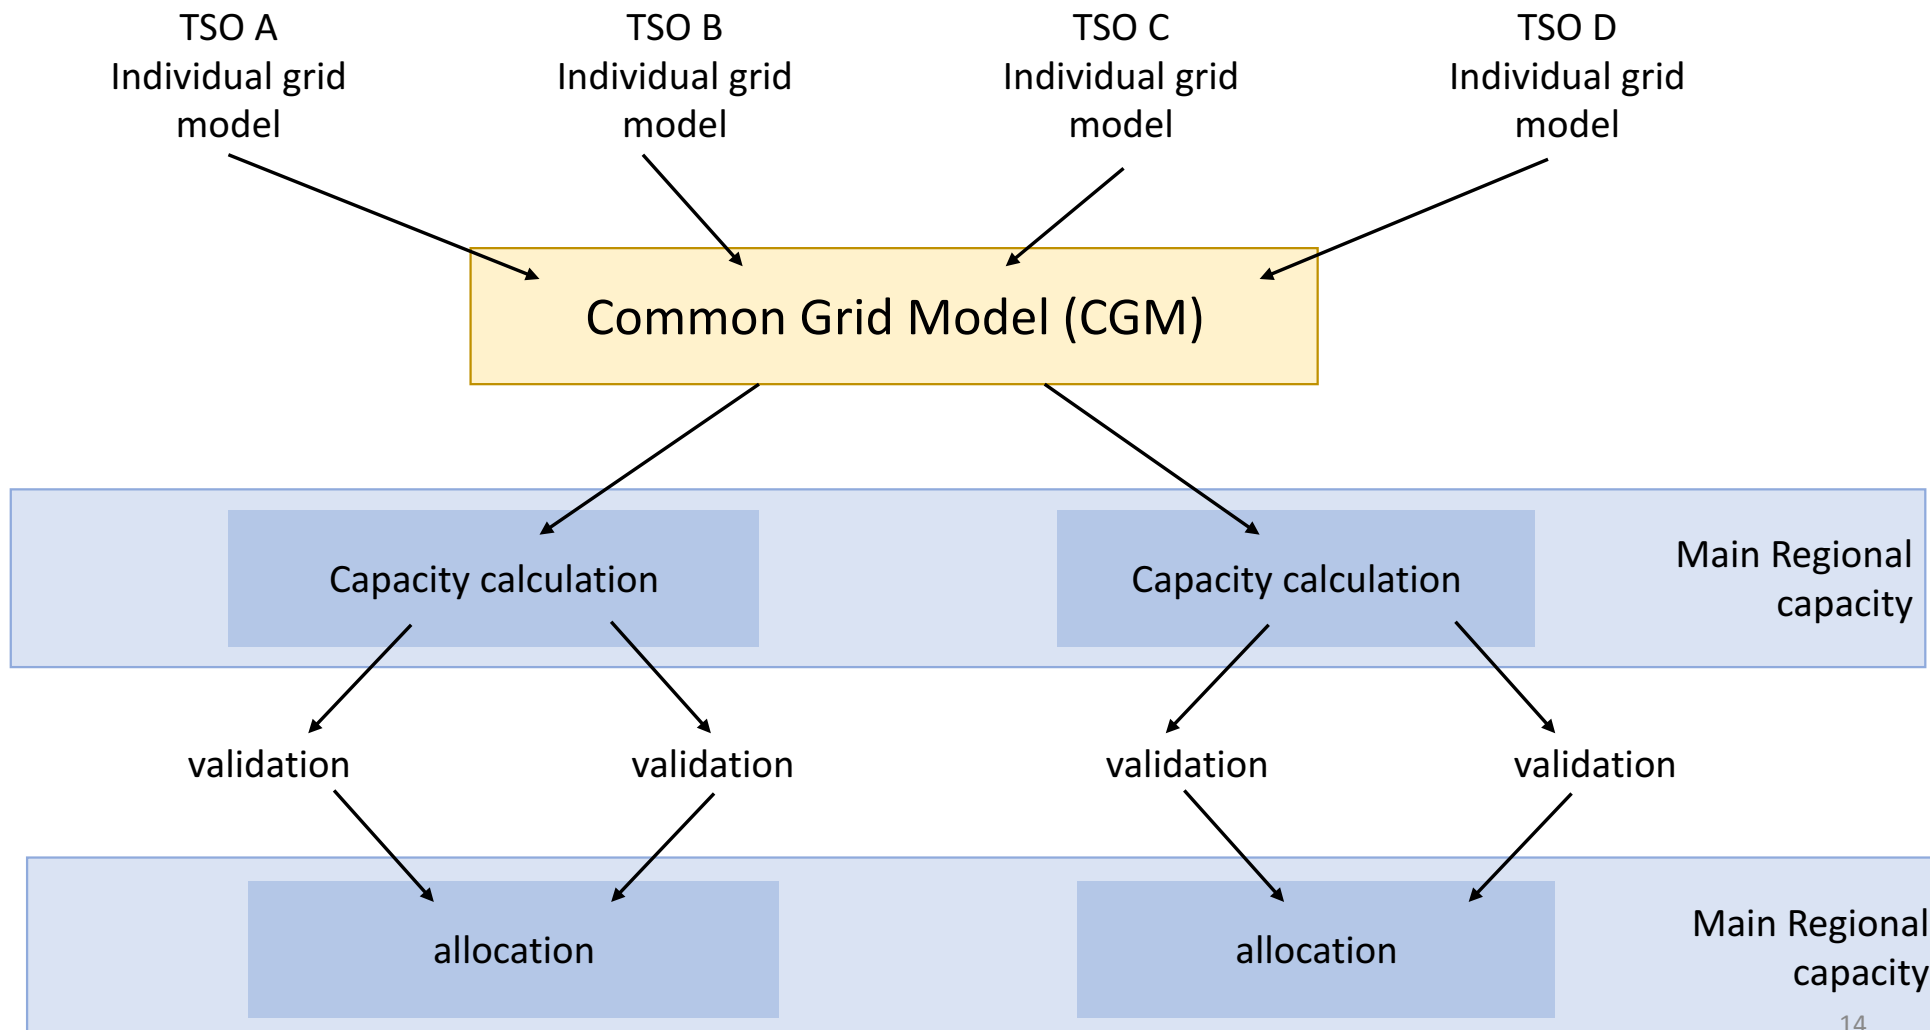 TSO A
Individual grid
model
TSO B
Individual grid
model
TSO C
Individual grid
model
TSO D
Individual grid
model
Common Grid Model (CGM)
Capacity calculation
Capacity calculation
Main Regional
capacity
validation
validation
validation
validation
allocation
allocation
Main Regional
capacity
14